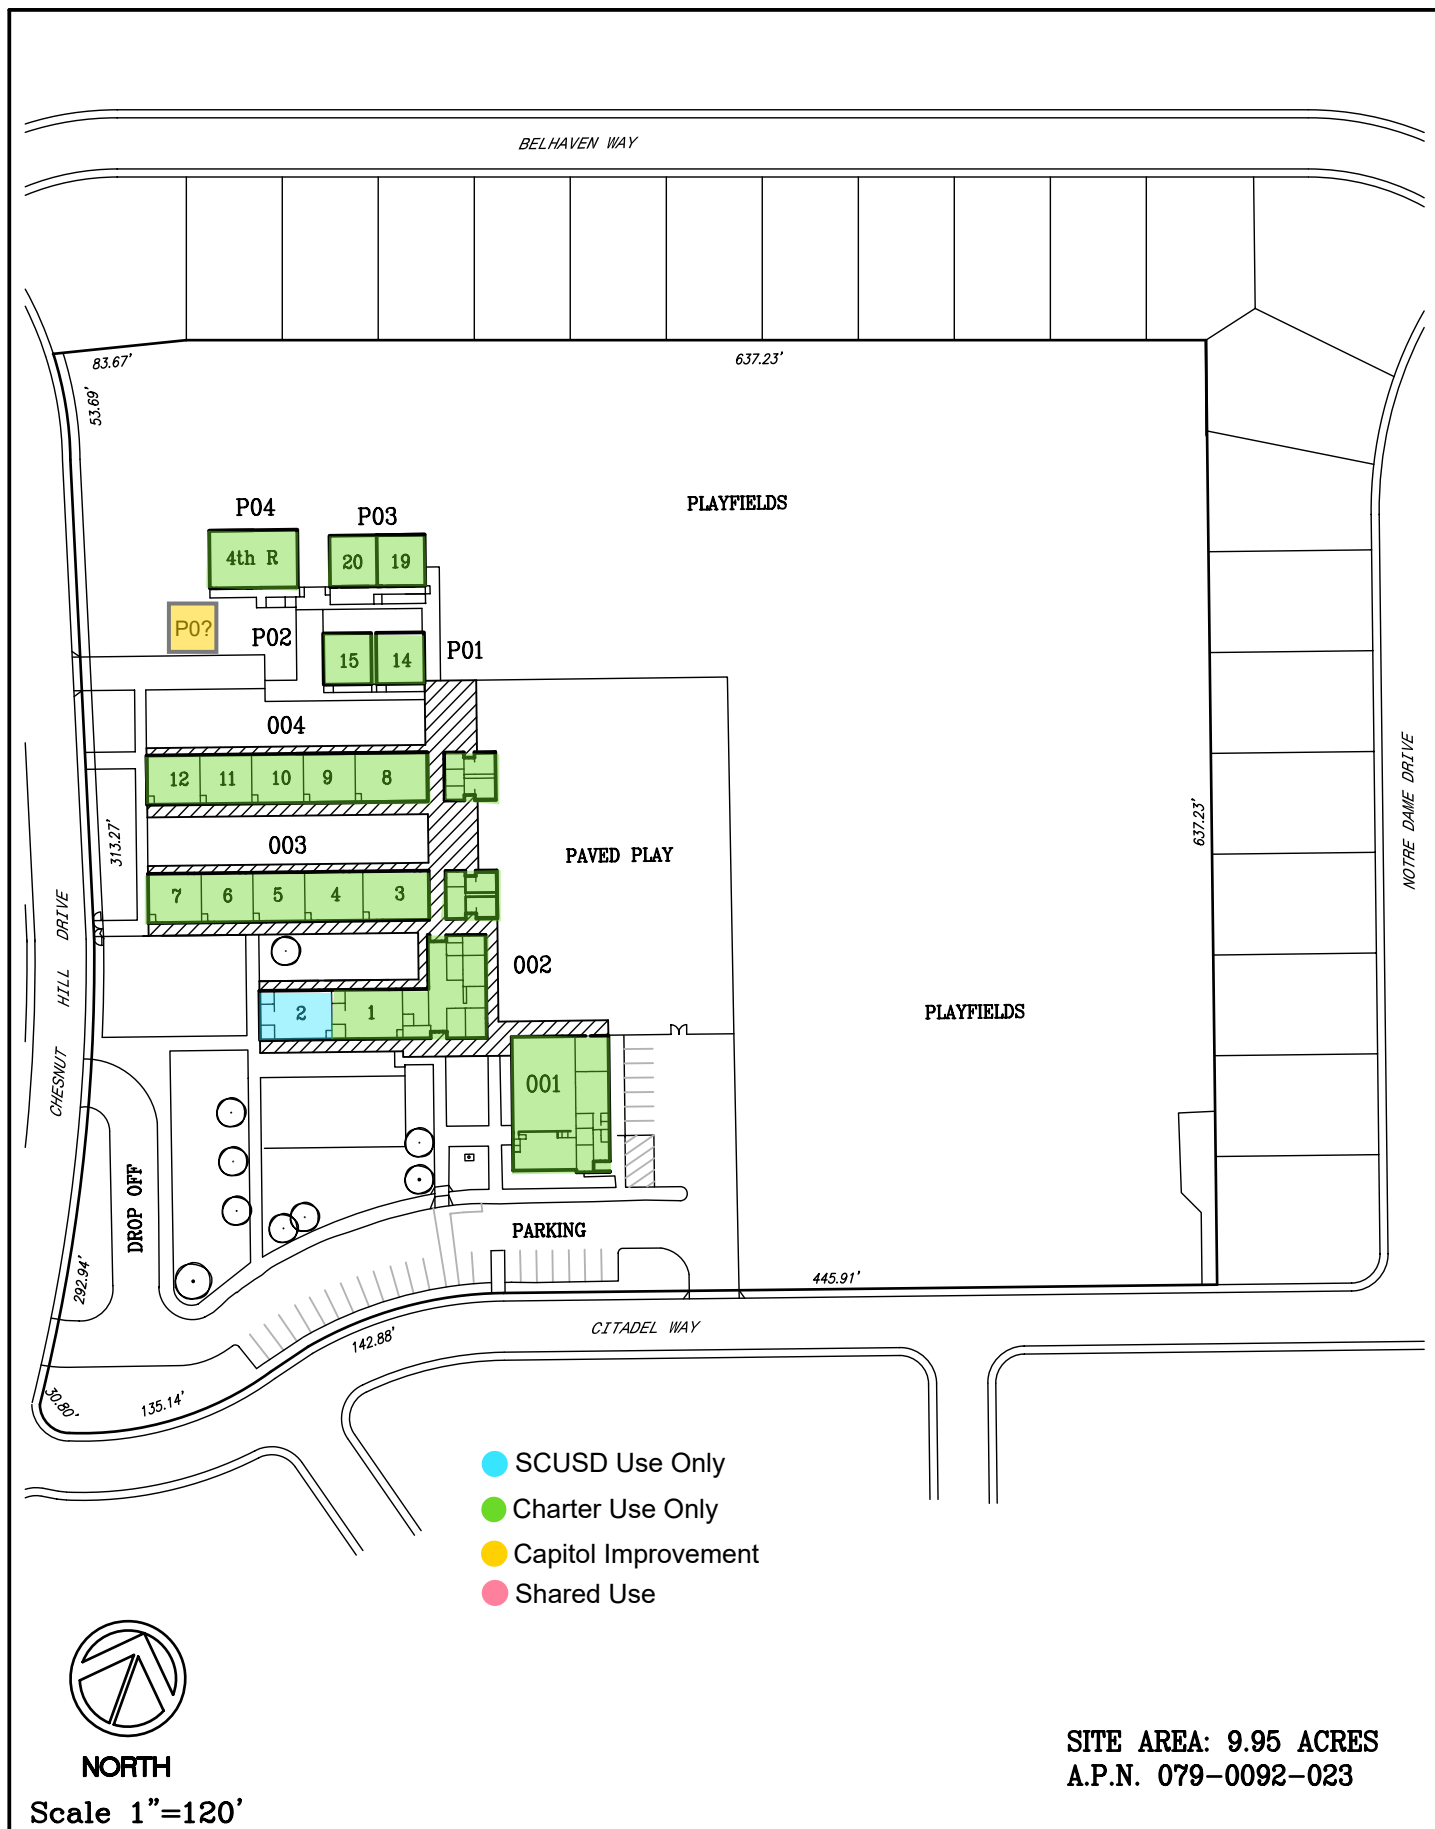 BELHAVEN WAY
83.67'
637.23'
53.69'
PLAYFIELDS
P04
P03
4th R
20
19
P0?
P02
15
14
P01
004
12
11
10
9
8
NOTRE DAME DRIVE
637.23'
313.27'
003
PAVED PLAY
7
6
5
4
3
CHESNUT HILL DRIVE
002
2
1
PLAYFIELDS
001
DROP OFF
PARKING
292.94'
445.91'
CITADEL WAY
142.88'
30.80'
135.14'
SCUSD Use Only
Charter Use Only
Capitol Improvement
Shared Use
NORTH
Scale 1"=120'
SITE AREA: 9.95 ACRES
A.P.N. 079-0092-023